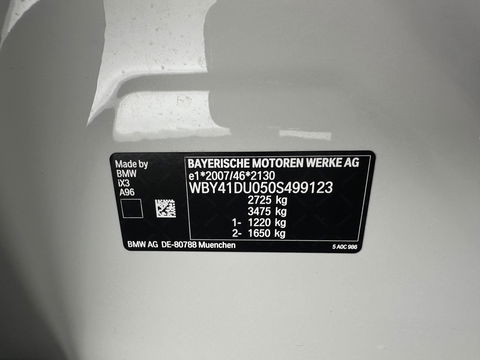 Made by
BMW
iX3
A96
BAYERISCHE MOTOREN WERKE AG
e1*2007/46*2130
WBY41DU050S499123
2725 kg
3475 kg
1- 1220 kg
2- 1650 kg
BMW AG DE-80788 Muenchen
5 A0C 986